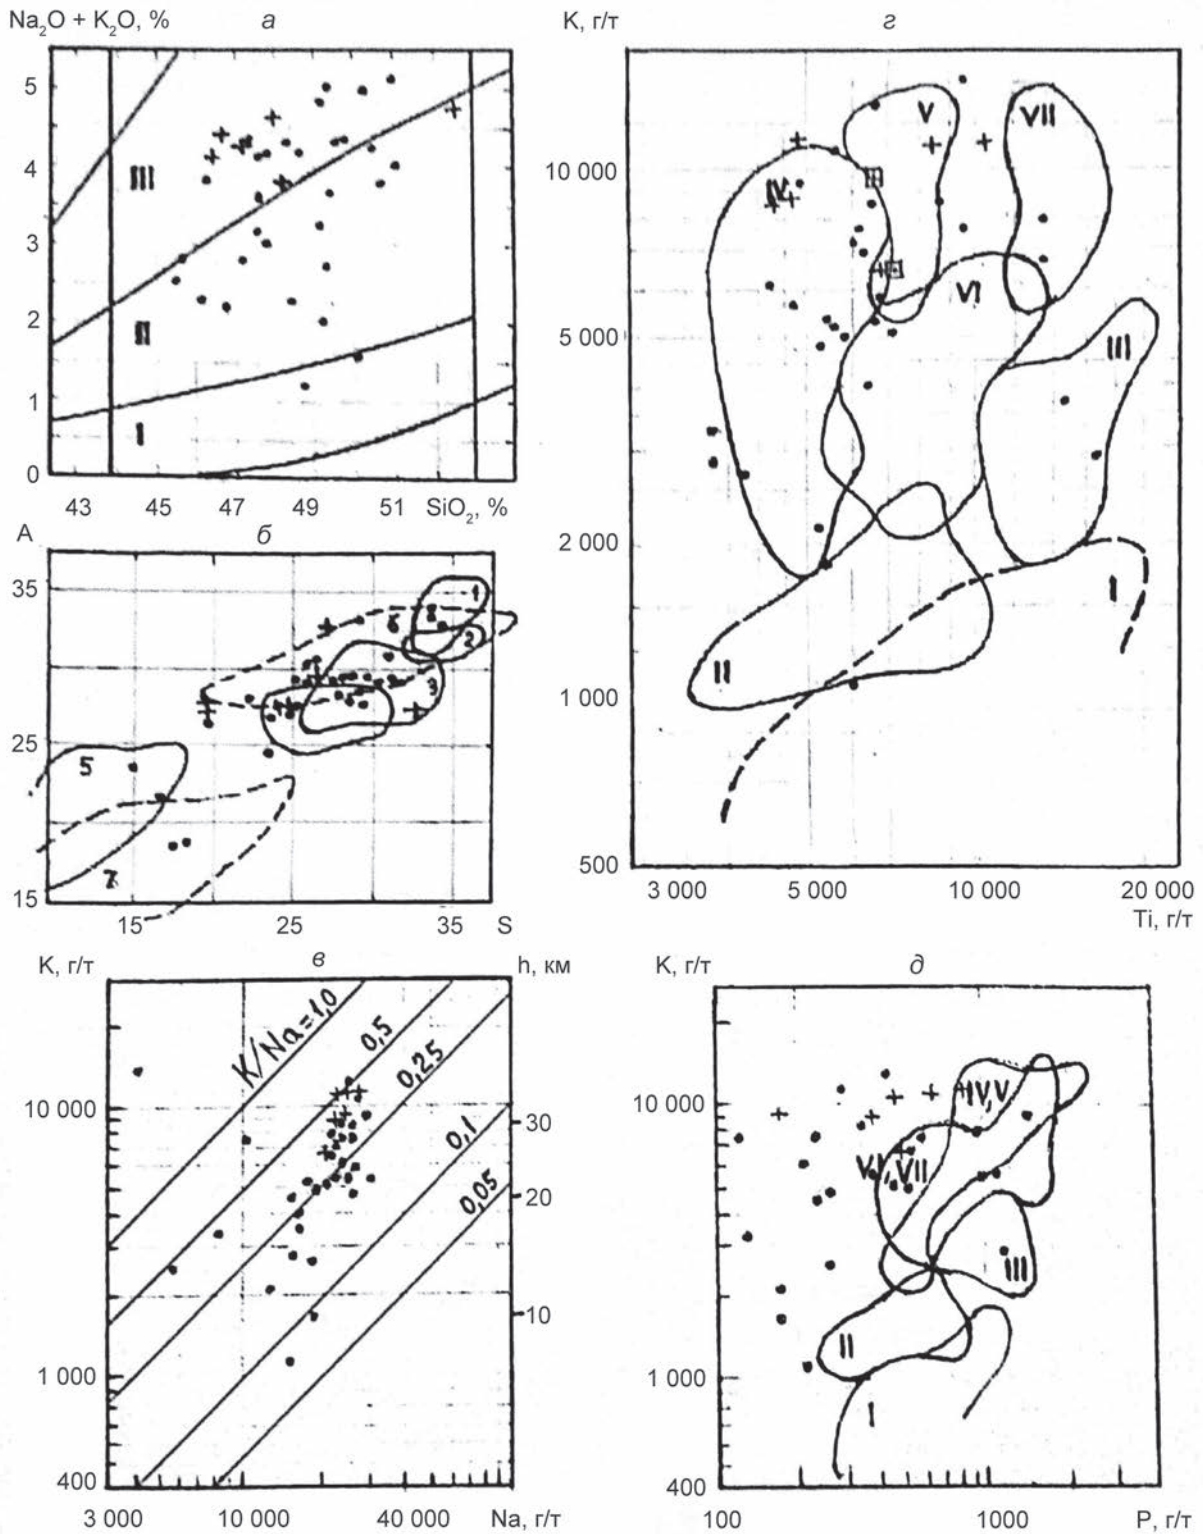 Na₂O + K₂O, %
а
5
4
3
2
1
0
III
II
I
43 45 47 49 51 SiO₂, %
А
б
35
25
15
1
2
3
5
7
15 25 35 S
K, г/т
в
h, км
10 000
1 000
400
K/Na=1,0
0,5
0,25
0,1
0,05
30
20
10
3 000 10 000 40 000 Na, г/т
K, г/т
г
10 000
5 000
2 000
1 000
500
IV
V
VII
VI
III
II
I
3 000 5 000 10 000 20 000
Ti, г/т
K, г/т
д
10 000
1 000
400
IV,V
VI,VII
III
II
I
100 1000 P, г/т